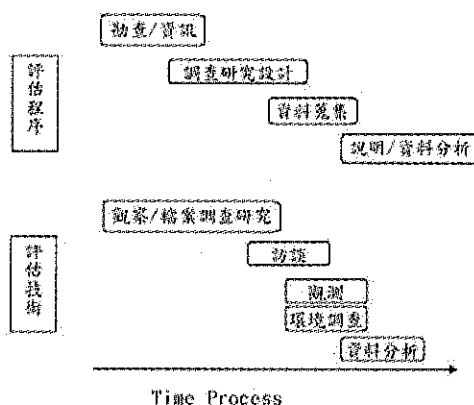 勘查/資訊
評估程序
調查研究設計
資料蒐集
說明/資料分析
觀察/檔案調查研究
評估技術
訪談
環境調查
資料分析
Time Process